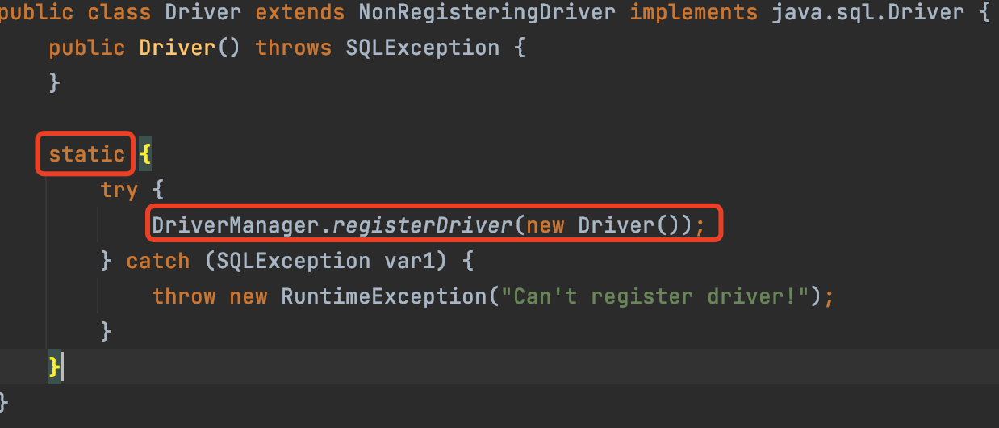 public class Driver extends NonRegisteringDriver implements java.sql.Driver {
    public Driver() throws SQLException {
    }
    static {
        try {
            DriverManager.registerDriver(new Driver());
        } catch (SQLException var1) {
            throw new RuntimeException("Can't register driver!");
        }
    }
}